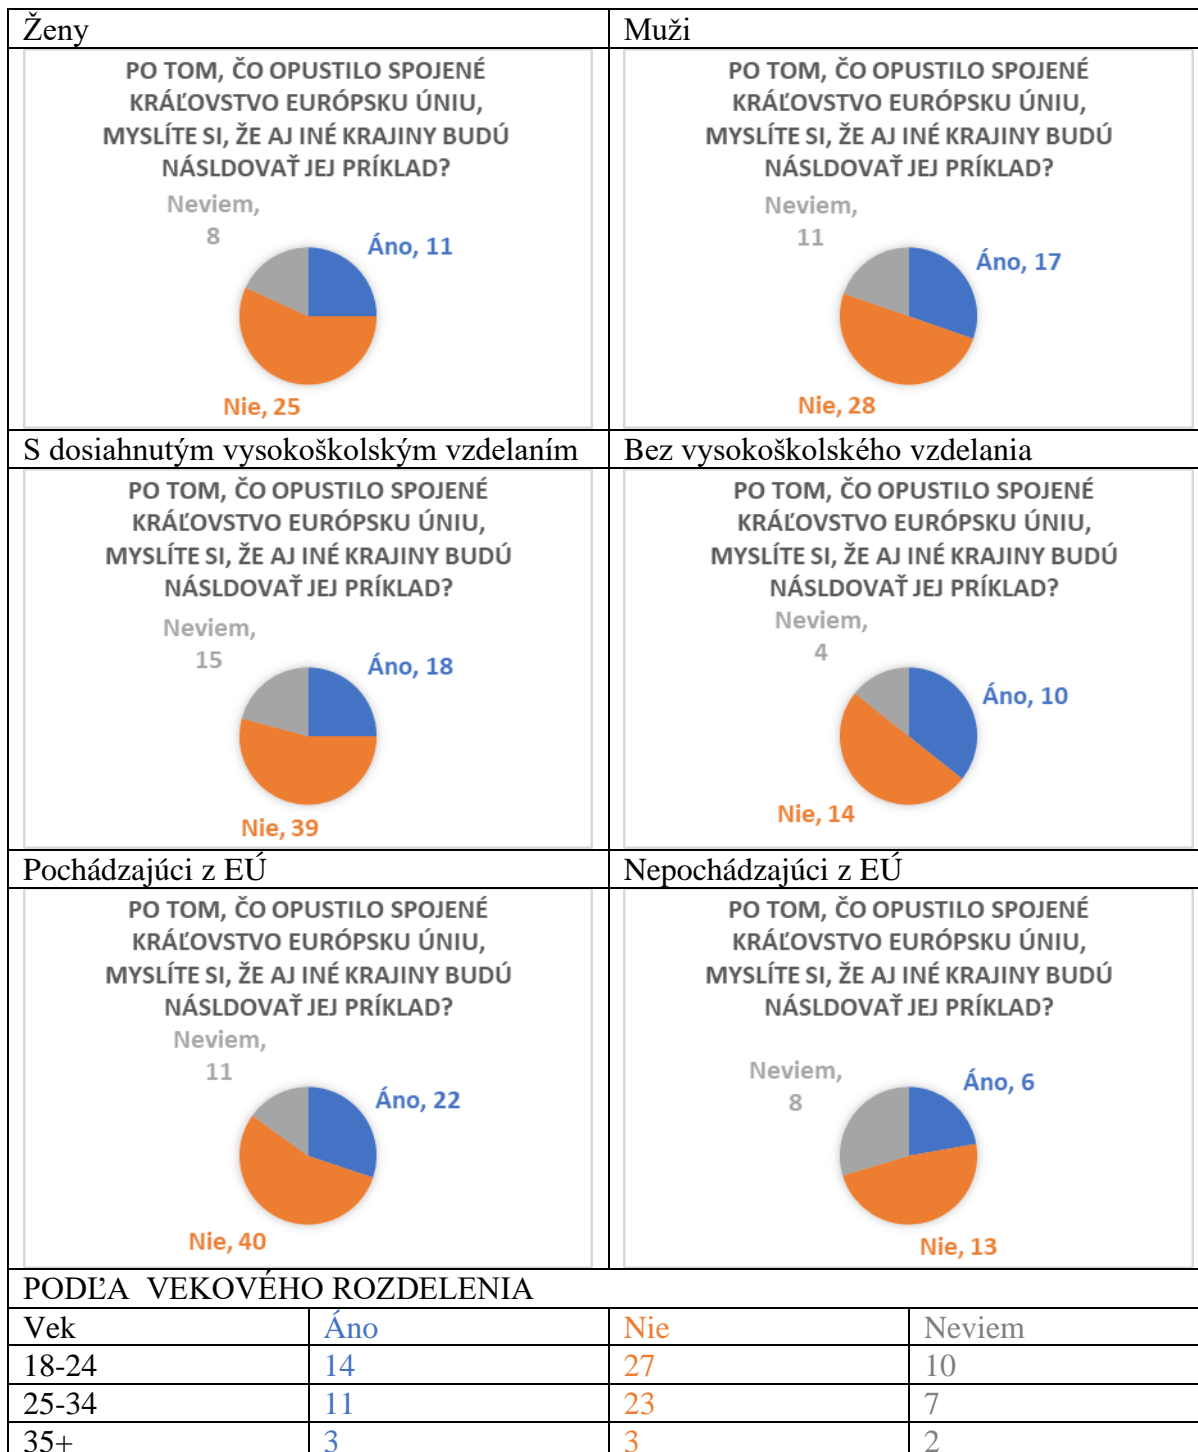 Ženy
Muži
PO TOM, ČO OPUSTILO SPOJENÉ
KRÁĽOVSTVO EURÓPSKU ÚNIU,
MYSLÍTE SI, ŽE AJ INÉ KRAJINY BUDÚ
NÁSLDOVAŤ JEJ PRÍKLAD?
Neviem,
8
Áno, 11
Nie, 25
PO TOM, ČO OPUSTILO SPOJENÉ
KRÁĽOVSTVO EURÓPSKU ÚNIU,
MYSLÍTE SI, ŽE AJ INÉ KRAJINY BUDÚ
NÁSLDOVAŤ JEJ PRÍKLAD?
Neviem,
11
Áno, 17
Nie, 28
S dosiahnutým vysokoškolským vzdelaním
Bez vysokoškolského vzdelania
PO TOM, ČO OPUSTILO SPOJENÉ
KRÁĽOVSTVO EURÓPSKU ÚNIU,
MYSLÍTE SI, ŽE AJ INÉ KRAJINY BUDÚ
NÁSLDOVAŤ JEJ PRÍKLAD?
Neviem,
15
Áno, 18
Nie, 39
PO TOM, ČO OPUSTILO SPOJENÉ
KRÁĽOVSTVO EURÓPSKU ÚNIU,
MYSLÍTE SI, ŽE AJ INÉ KRAJINY BUDÚ
NÁSLDOVAŤ JEJ PRÍKLAD?
Neviem,
4
Áno, 10
Nie, 14
Pochádzajúci z EÚ
Nepochádzajúci z EÚ
PO TOM, ČO OPUSTILO SPOJENÉ
KRÁĽOVSTVO EURÓPSKU ÚNIU,
MYSLÍTE SI, ŽE AJ INÉ KRAJINY BUDÚ
NÁSLDOVAŤ JEJ PRÍKLAD?
Neviem,
11
Áno, 22
Nie, 40
PO TOM, ČO OPUSTILO SPOJENÉ
KRÁĽOVSTVO EURÓPSKU ÚNIU,
MYSLÍTE SI, ŽE AJ INÉ KRAJINY BUDÚ
NÁSLDOVAŤ JEJ PRÍKLAD?
Neviem,
8
Áno, 6
Nie, 13
PODĽA VEKOVÉHO ROZDELENIA
Vek Áno Nie Neviem
18-24 14 27 10
25-34 11 23 7
35+ 3 3 2